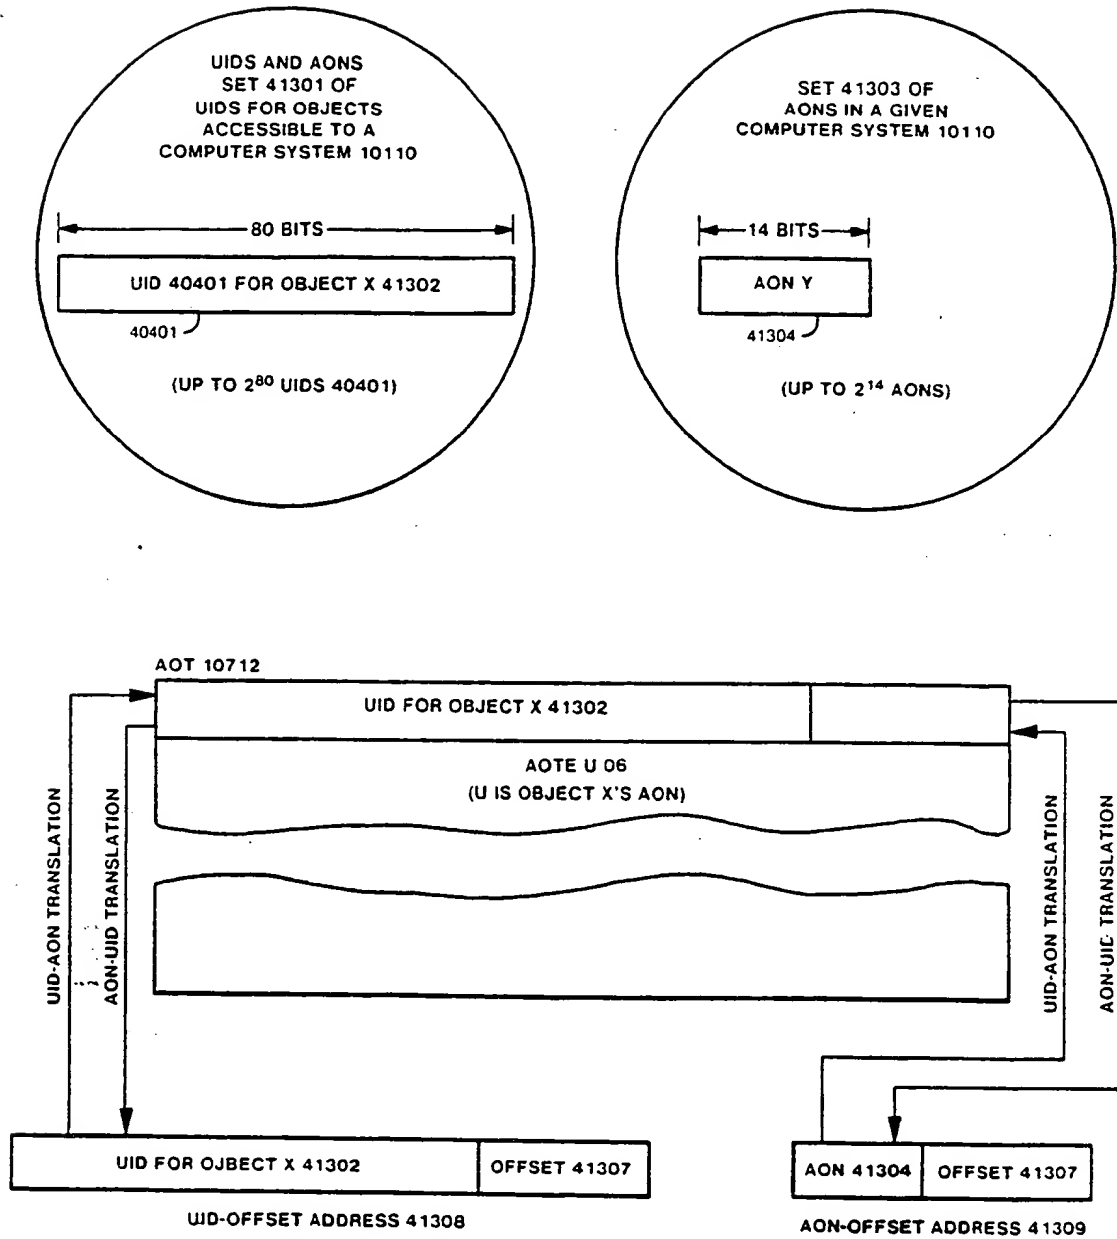 UIDS AND AONS
SET 41301 OF
UIDS FOR OBJECTS
ACCESSIBLE TO A
COMPUTER SYSTEM 10110
80 BITS
UID 40401 FOR OBJECT X 41302
40401
(UP TO 2⁸⁰ UIDS 40401)
SET 41303 OF
AONS IN A GIVEN
COMPUTER SYSTEM 10110
14 BITS
AON Y
41304
(UP TO 2¹⁴ AONS)
AOT 10712
UID FOR OBJECT X 41302
AOTE U 06
(U IS OBJECT X'S AON)
UID-AON TRANSLATION
AON-UID TRANSLATION
UID-AON TRANSLATION
AON-UID TRANSLATION
UID FOR OJBECT X 41302
OFFSET 41307
UID-OFFSET ADDRESS 41308
AON 41304
OFFSET 41307
AON-OFFSET ADDRESS 41309